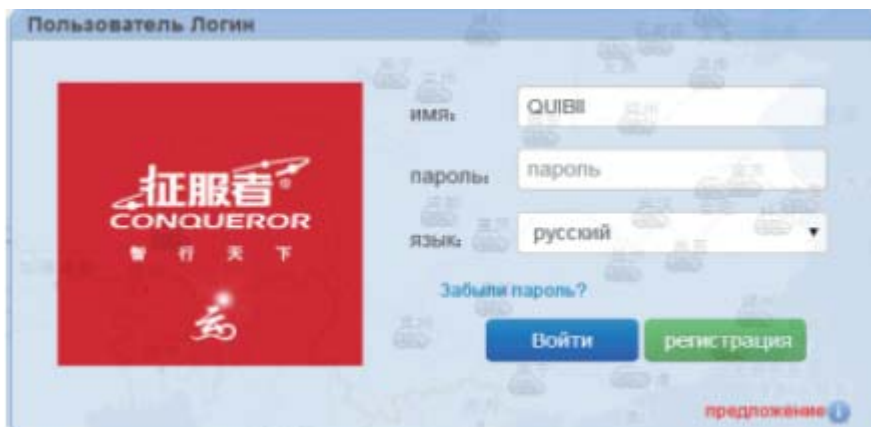 Пользователь Логин
征服者®
CONQUEROR
智 行 天 下
имя:
QUIBII
пароль:
пароль
язык:
русский
Забыли пароль?
Войти
регистрация
предложение